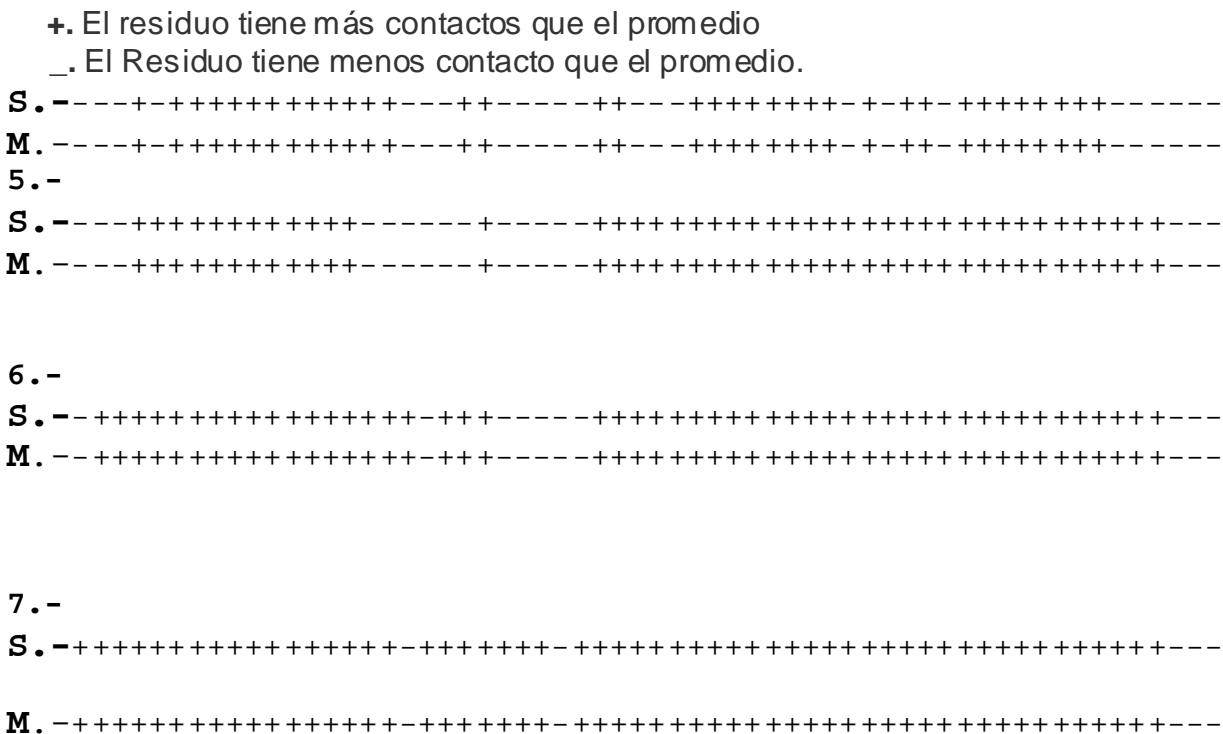 +. El residuo tiene más contactos que el promedio
_. El Residuo tiene menos contacto que el promedio.
S.----+-++++++++++++---++-----++---++++++++-+-++-++++++++------
M.----+-++++++++++++---++-----++---++++++++-+-++-++++++++------
5.-
S.----++++++++++++------+-----++++++++++++++++++++++++++++++---
M.----++++++++++++------+-----++++++++++++++++++++++++++++++---
6.-
S.--+++++++++++++++++-+++-----++++++++++++++++++++++++++++++---
M.--+++++++++++++++++-+++-----++++++++++++++++++++++++++++++---
7.-
S.-+++++++++++++++++-+++++++-+++++++++++++++++++++++++++++++---
M.-+++++++++++++++++-+++++++-+++++++++++++++++++++++++++++++---